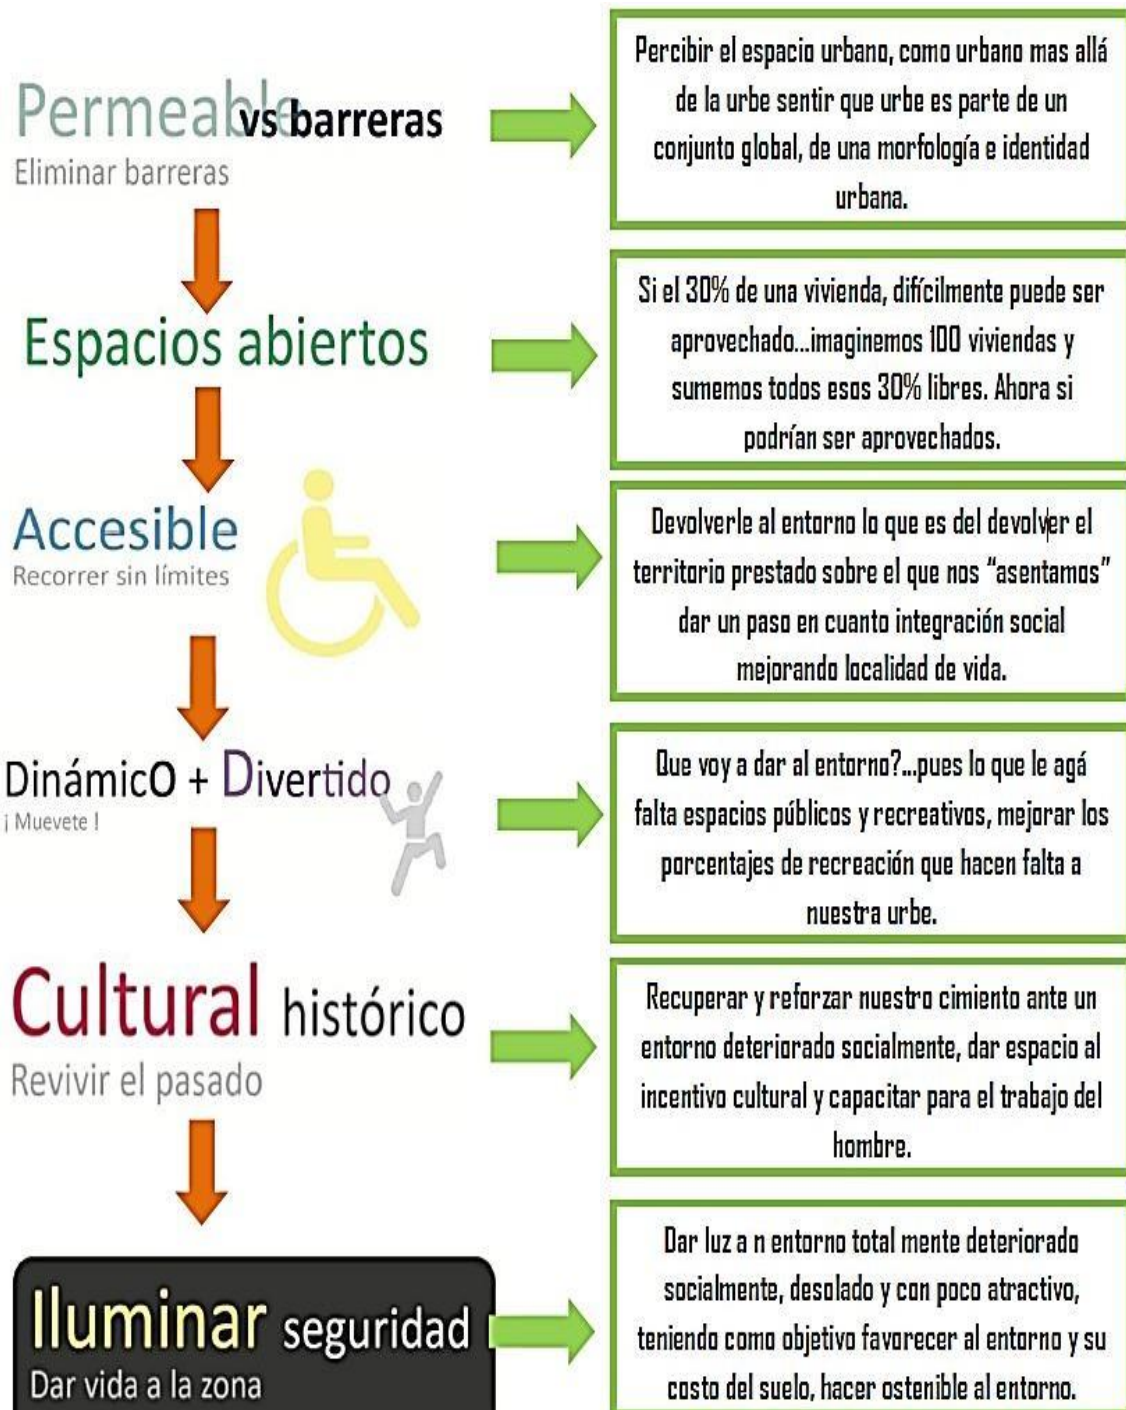 Permeable vs barreras
Eliminar barreras
Percibir el espacio urbano, como urbano mas allá
de la urbe sentir que urbe es parte de un
conjunto global, de una morfología e identidad
urbana.
Espacios abiertos
Si el 30% de una vivienda, difícilmente puede ser
aprovechado...imaginemos 100 viviendas y
sumemos todos esos 30% libres. Ahora si
podrían ser aprovechados.
Accesible
Recorrer sin límites
Devolverle al entorno lo que es del devolver el
territorio prestado sobre el que nos “asentamos”
dar un paso en cuanto integración social
mejorando localidad de vida.
DinámicO + Divertido
¡ Muevete !
Que voy a dar al entorno?...pues lo que le agá
falta espacios públicos y recreativos, mejorar los
porcentajes de recreación que hacen falta a
nuestra urbe.
Cultural histórico
Revivir el pasado
Recuperar y reforzar nuestro cimiento ante un
entorno deteriorado socialmente, dar espacio al
incentivo cultural y capacitar para el trabajo del
hombre.
Iluminar seguridad
Dar vida a la zona
Dar luz a n entorno total mente deteriorado
socialmente, desolado y con poco atractivo,
teniendo como objetivo favorecer al entorno y su
costo del suelo, hacer ostenible al entorno.